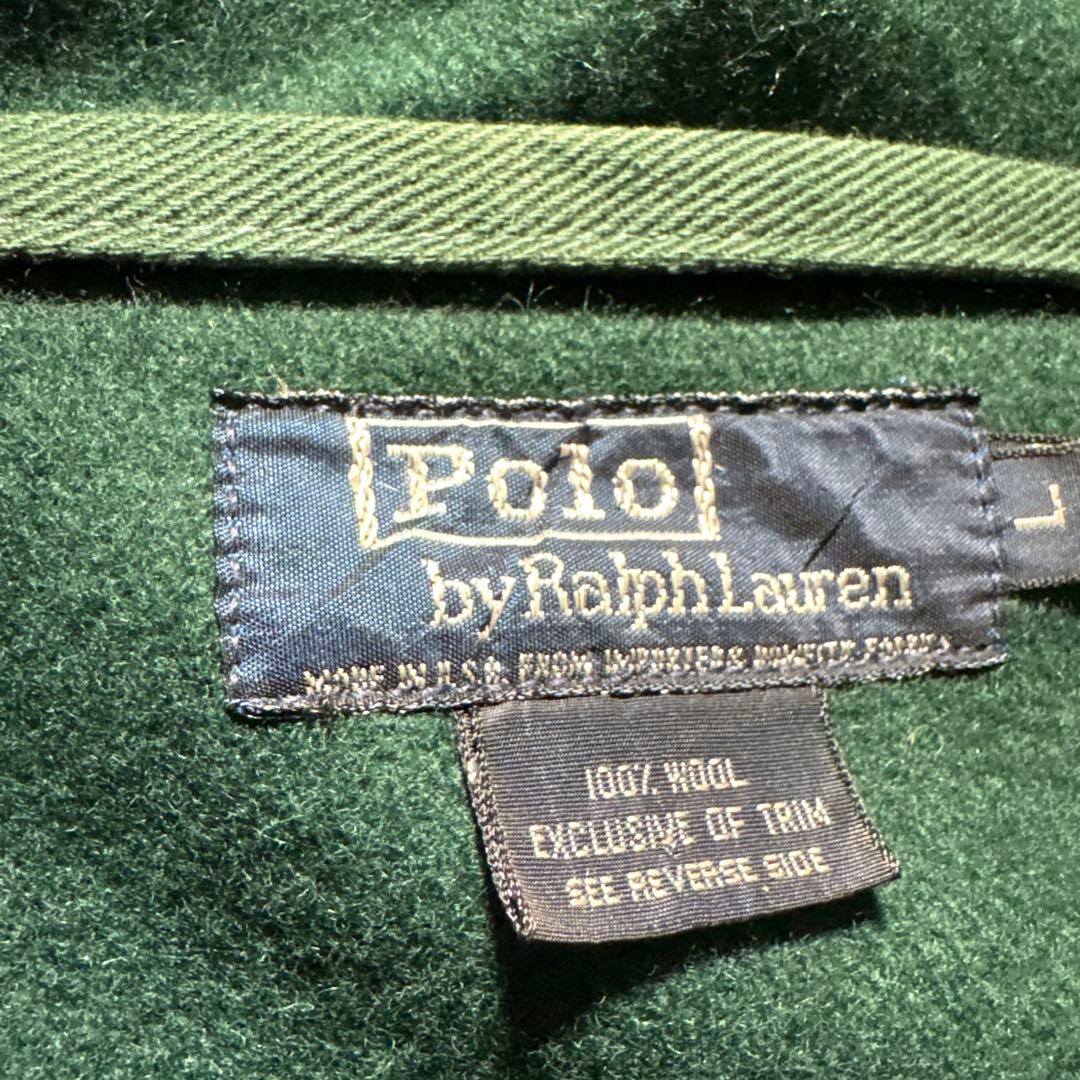 Polo
by Ralph Lauren
L
MADE IN U.S.A. FROM IMPORTED & DOMESTIC FABRIC
100% WOOL
EXCLUSIVE OF TRIM
SEE REVERSE SIDE